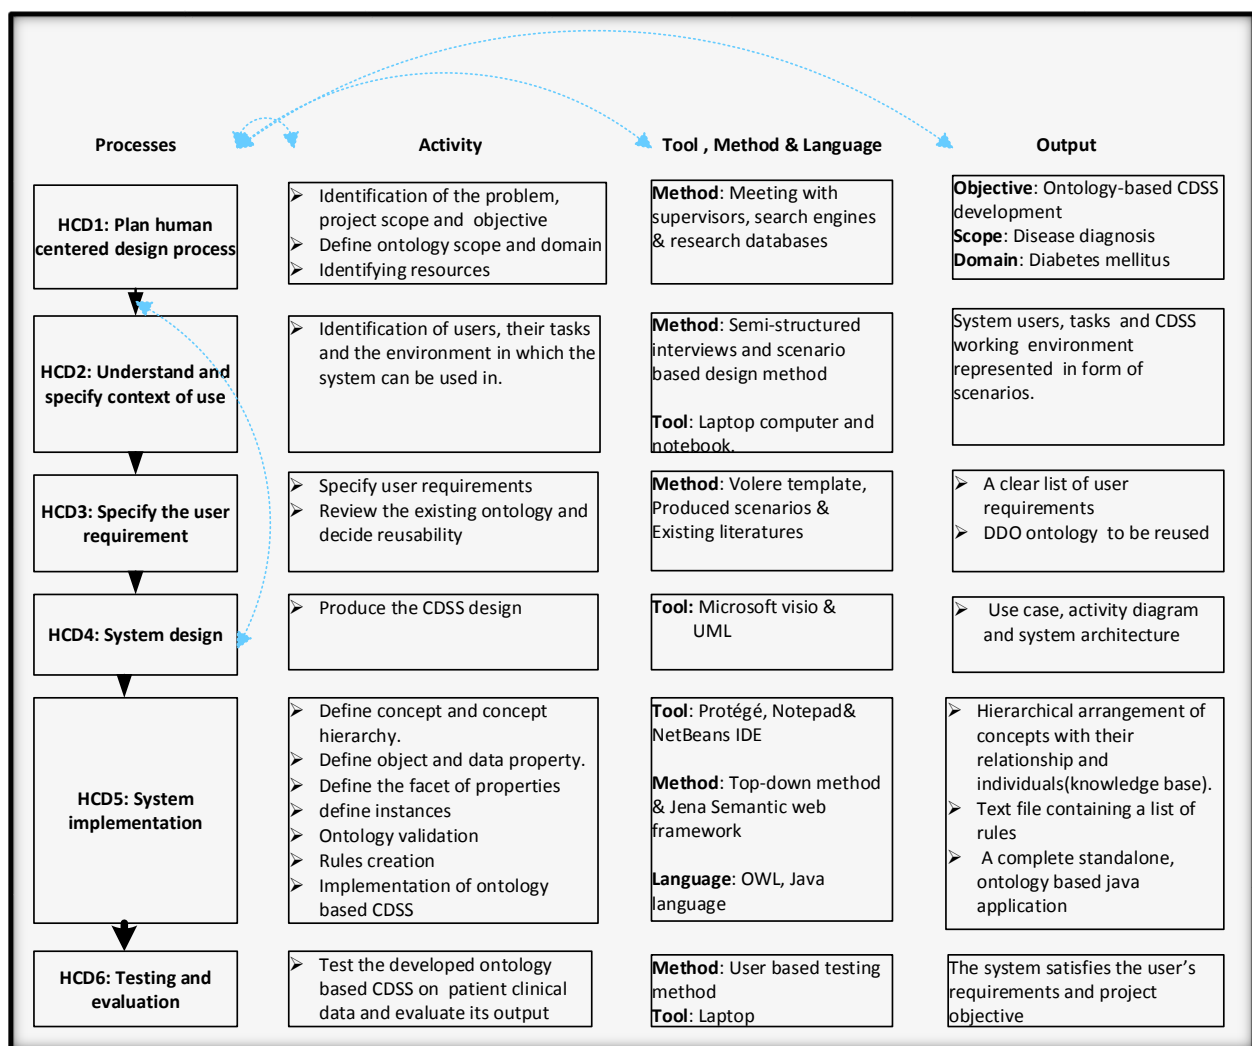 Processes
Activity
Tool , Method & Language
Output
HCD1: Plan human
centered design process
➢ Identification of the problem,
project scope and objective
➢ Define ontology scope and domain
➢ Identifying resources
Method: Meeting with
supervisors, search engines
& research databases
Objective: Ontology-based CDSS
development
Scope: Disease diagnosis
Domain: Diabetes mellitus
HCD2: Understand and
specify context of use
➢ Identification of users, their tasks
and the environment in which the
system can be used in.
Method: Semi-structured
interviews and scenario
based design method
Tool: Laptop computer and
notebook.
System users, tasks and CDSS
working environment
represented in form of
scenarios.
HCD3: Specify the user
requirement
➢ Specify user requirements
➢ Review the existing ontology and
decide reusability
Method: Volere template,
Produced scenarios &
Existing literatures
➢ A clear list of user
requirements
➢ DDO ontology to be reused
HCD4: System design
➢ Produce the CDSS design
Tool: Microsoft visio &
UML
➢ Use case, activity diagram
and system architecture
HCD5: System
implementation
➢ Define concept and concept
hierarchy.
➢ Define object and data property.
➢ Define the facet of properties
➢ define instances
➢ Ontology validation
➢ Rules creation
➢ Implementation of ontology
based CDSS
Tool: Protégé, Notepad&
NetBeans IDE
Method: Top-down method
& Jena Semantic web
framework
Language: OWL, Java
language
➢ Hierarchical arrangement of
concepts with their
relationship and
individuals(knowledge base).
➢ Text file containing a list of
rules
➢ A complete standalone,
ontology based java
application
HCD6: Testing and
evaluation
➢ Test the developed ontology
based CDSS on patient clinical
data and evaluate its output
Method: User based testing
method
Tool: Laptop
The system satisfies the user’s
requirements and project
objective